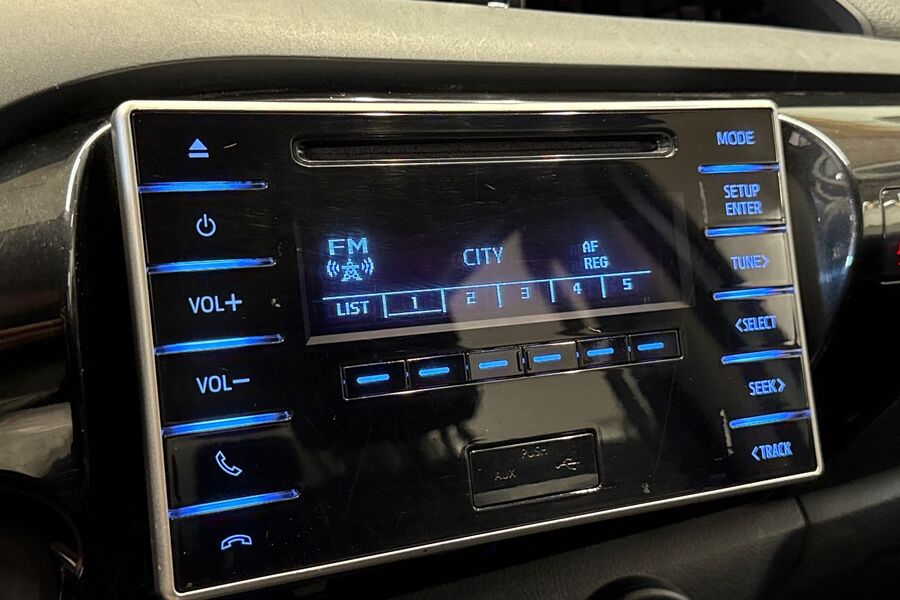 MODE
SETUP
ENTER
VOL+
FM
CITY
AF
REG
TUNE>
LIST 1 2 3 4 5
<SELECT
VOL-
SEEK>
PUSH
AUX
<TRACK